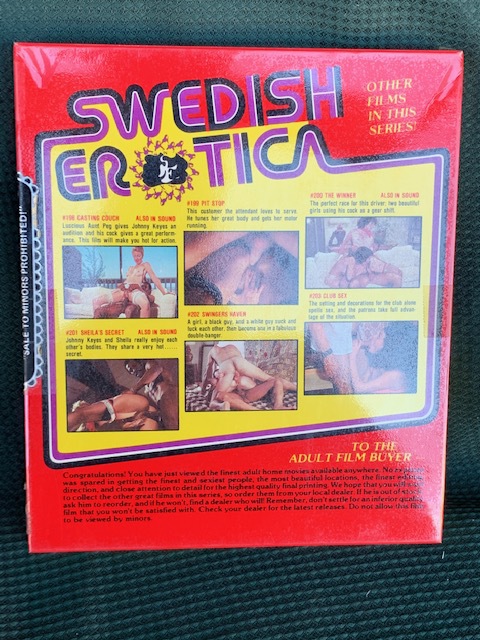 SWEDISH
EROTICA
SF
OTHER
FILMS
IN THIS
SERIES
SALE TO MINORS PROHIBITED!"
#198 CASTING COUCH ALSO IN SOUND
Luscious Aunt Peg gives Johnny Keyes an
audition and his cock gives a great perform-
ance. This film will make you hot for action.
#199 PIT STOP
This customer the attendant loves to serve.
He tunes her great body and gets her motor
running.
#200 THE WINNER ALSO IN SOUND
The perfect race for this driver, two beautiful
girls using his cock as a gear shift.
#201 SHEILA'S SECRET ALSO IN SOUND
Johnny Keyes and Sheila really enjoy each
other's bodies. They share a very hot.....
secret.
#202 SWINGERS HAVEN
A girl, a black guy, and a white guy suck and
fuck each other, then become one in a fabulous
double-hanger.
#203 CLUB SEX
The setting and decorations for the club alone
spells sex, and the patrons take full advan-
tage of the situation.
TO THE
ADULT FILM BUYER
Congratulations! You have just viewed the finest adult home movies available anywhere. No
was spared in getting the finest and sexiest people, the most beautiful locations, the finest
direction, and close attention to detail for the highest quality final printing. We hope that you
to collect the other great films in this series, so order them from your local dealer. If he is out of
ask him to reorder, and if he won't, find a dealer who will! Remember, don't settle for an inferior
film that you won't be satisfied with. Check your dealer for the latest releases. Do not allow this
to be viewed by minors.